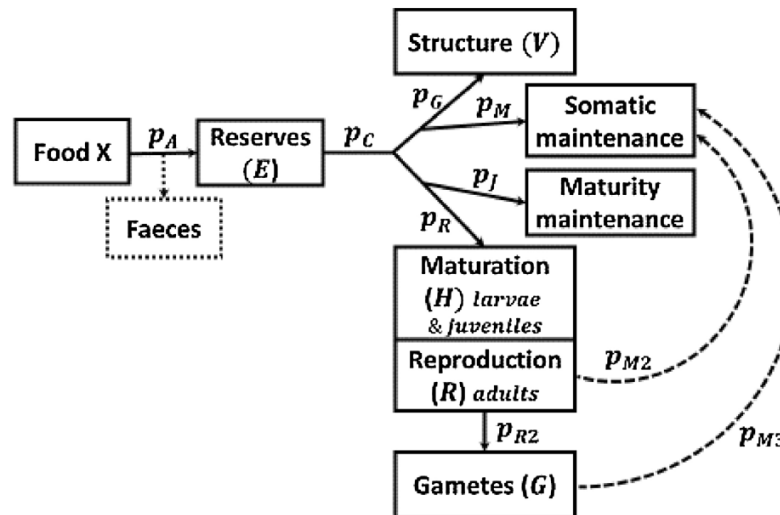 Structure (V)
p_G
p_M
Somatic
maintenance
Food X
p_A
Reserves
(E)
p_C
Faeces
p_J
Maturity
maintenance
p_R
Maturation
(H) larvae
& juveniles
Reproduction
(R) adults
p_M2
p_R2
p_M3
Gametes (G)